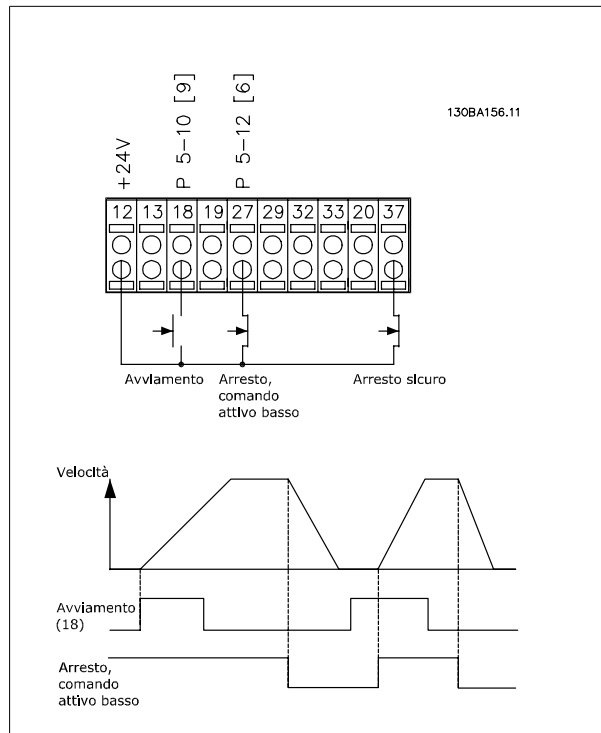 +24V
P 5-10 [9]
P 5-12 [6]
130BA156.11
12 13 18 19 27 29 32 33 20 37
Avviamento
Arresto,
comando
attivo basso
Arresto sicuro
Velocità
Avviamento
(18)
Arresto,
comando
attivo basso